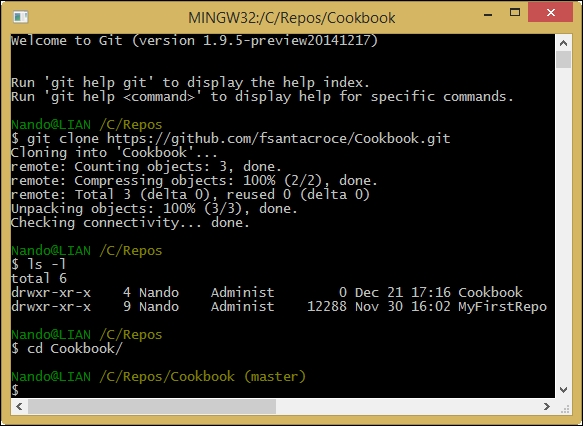 MINGW32:/C/Repos/Cookbook
Welcome to Git (version 1.9.5-preview20141217)
Run 'git help git' to display the help index.
Run 'git help <command>' to display help for specific commands.
Nando@LIAN /C/Repos
$ git clone https://github.com/fsantacroce/Cookbook.git
Cloning into 'Cookbook'...
remote: Counting objects: 3, done.
remote: Compressing objects: 100% (2/2), done.
remote: Total 3 (delta 0), reused 0 (delta 0)
Unpacking objects: 100% (3/3), done.
Checking connectivity... done.
Nando@LIAN /C/Repos
$ ls -l
total 6
drwxr-xr-x    4 Nando    Administ        0 Dec 21 17:16 Cookbook
drwxr-xr-x    9 Nando    Administ    12288 Nov 30 16:02 MyFirstRepo
Nando@LIAN /C/Repos
$ cd Cookbook/
Nando@LIAN /C/Repos/Cookbook (master)
$